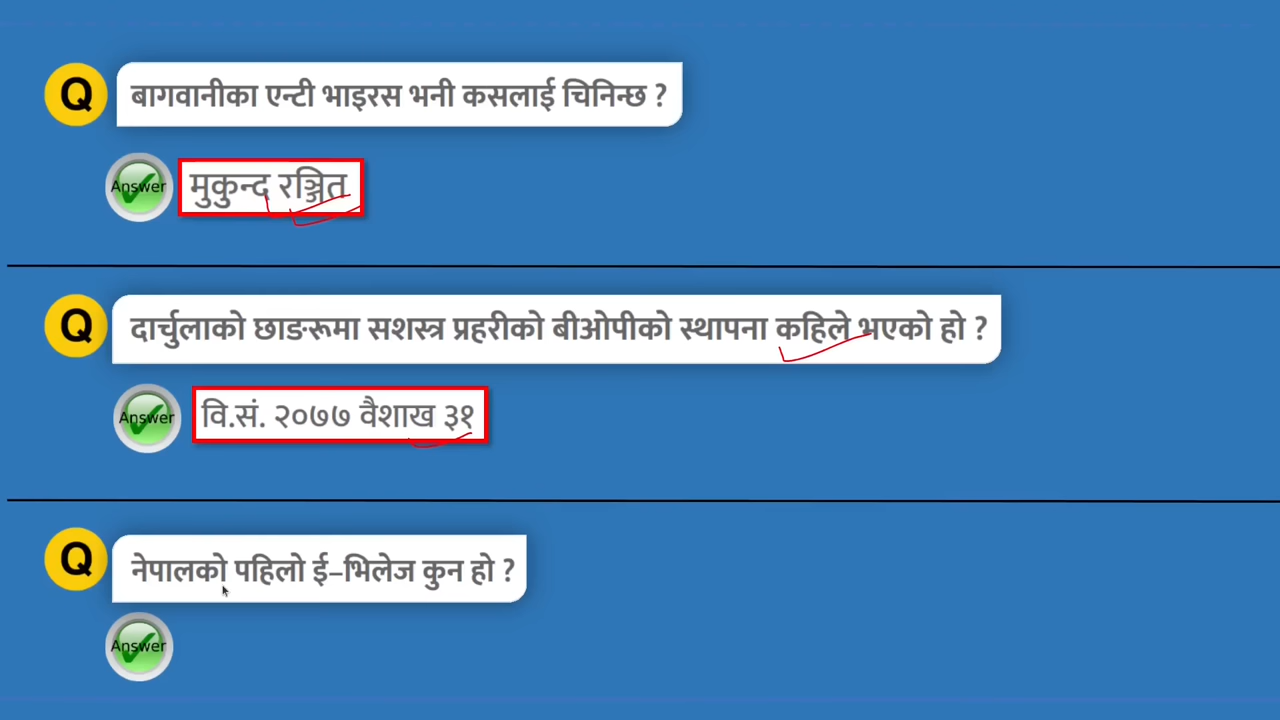 Q बागवानीका एन्टी भाइरस भनी कसलाई चिनिन्छ ?
Answer मुकुन्द रञ्जित
Q दार्चुलाको छाङरूमा सशस्त्र प्रहरीको बीओपीको स्थापना कहिले भएको हो ?
Answer वि.सं. २०७७ वैशाख ३१
Q नेपालको पहिलो ई–भिलेज कुन हो ?
Answer